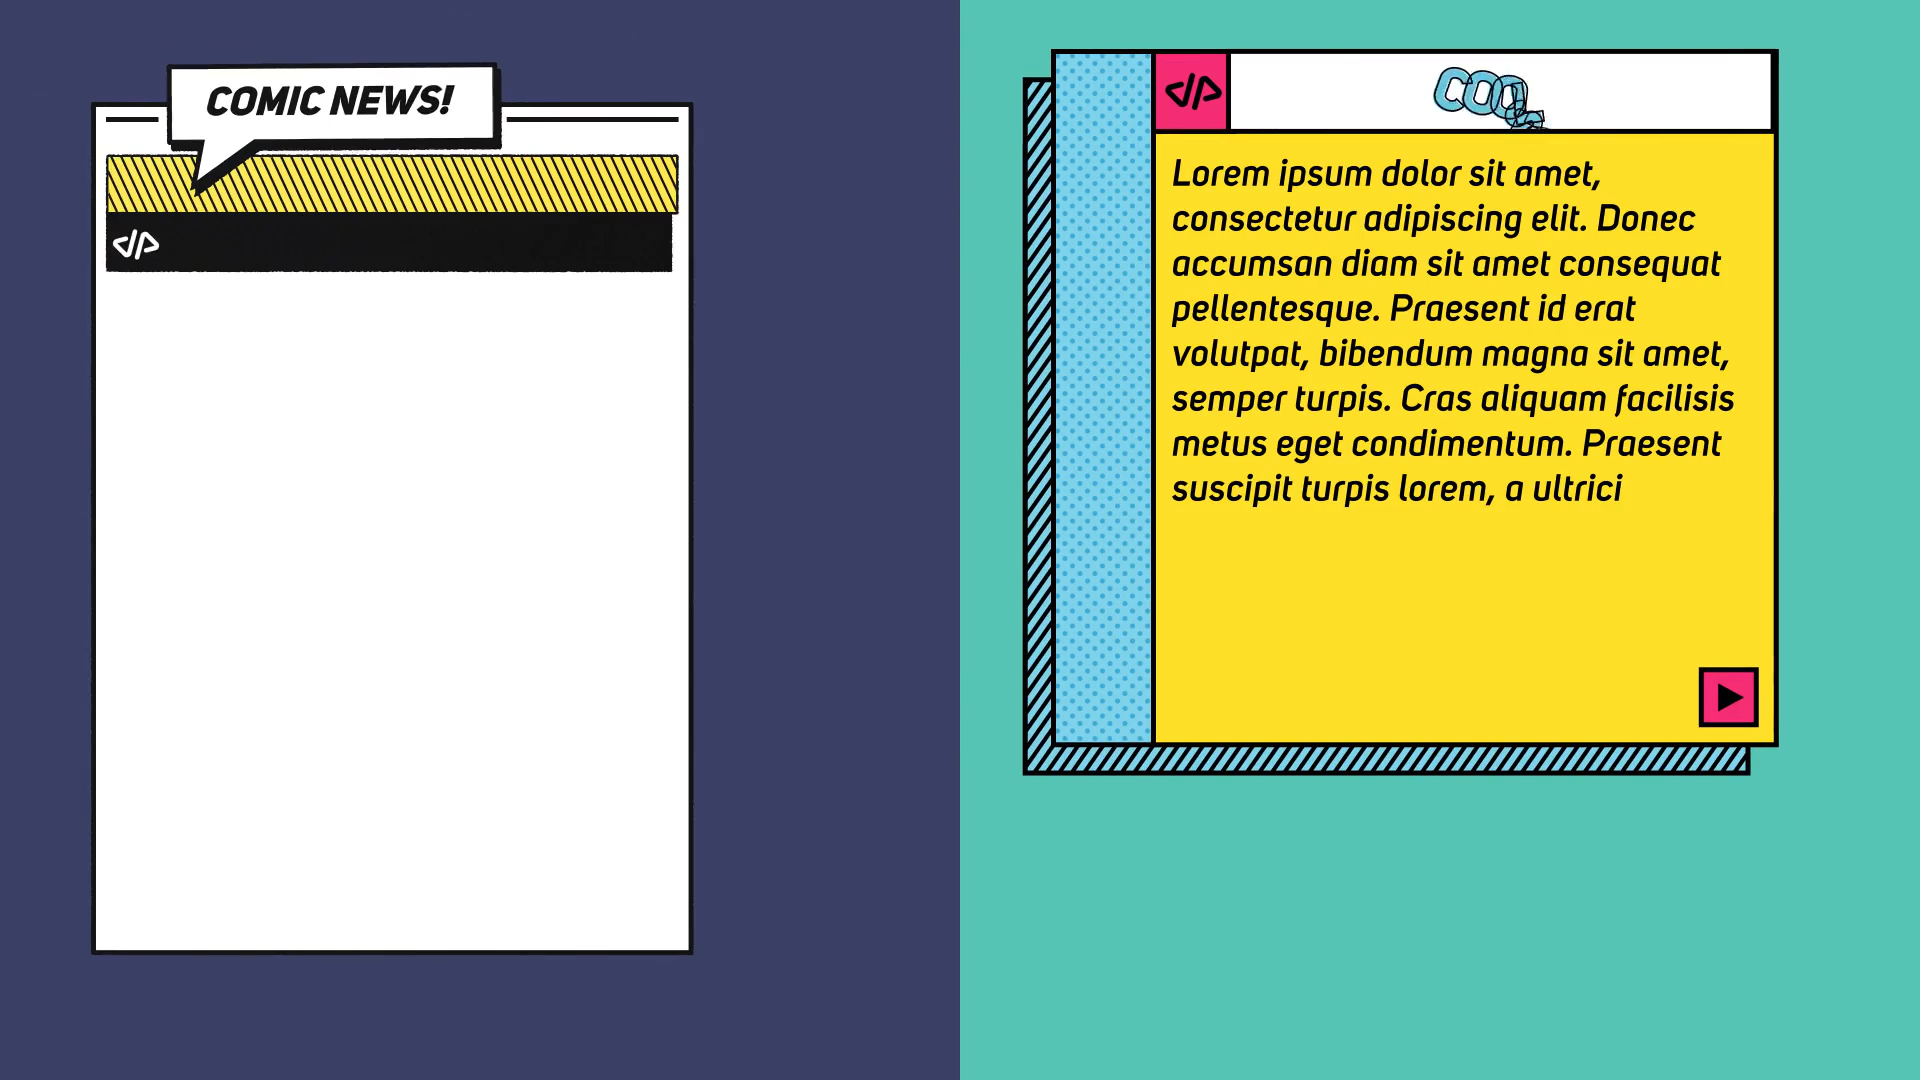 COMIC NEWS!
Lorem ipsum dolor sit amet,
consectetur adipiscing elit. Donec
accumsan diam sit amet consequat
pellentesque. Praesent id erat
volutpat, bibendum magna sit amet,
semper turpis. Cras aliquam facilisis
metus eget condimentum. Praesent
suscipit turpis lorem, a ultrici